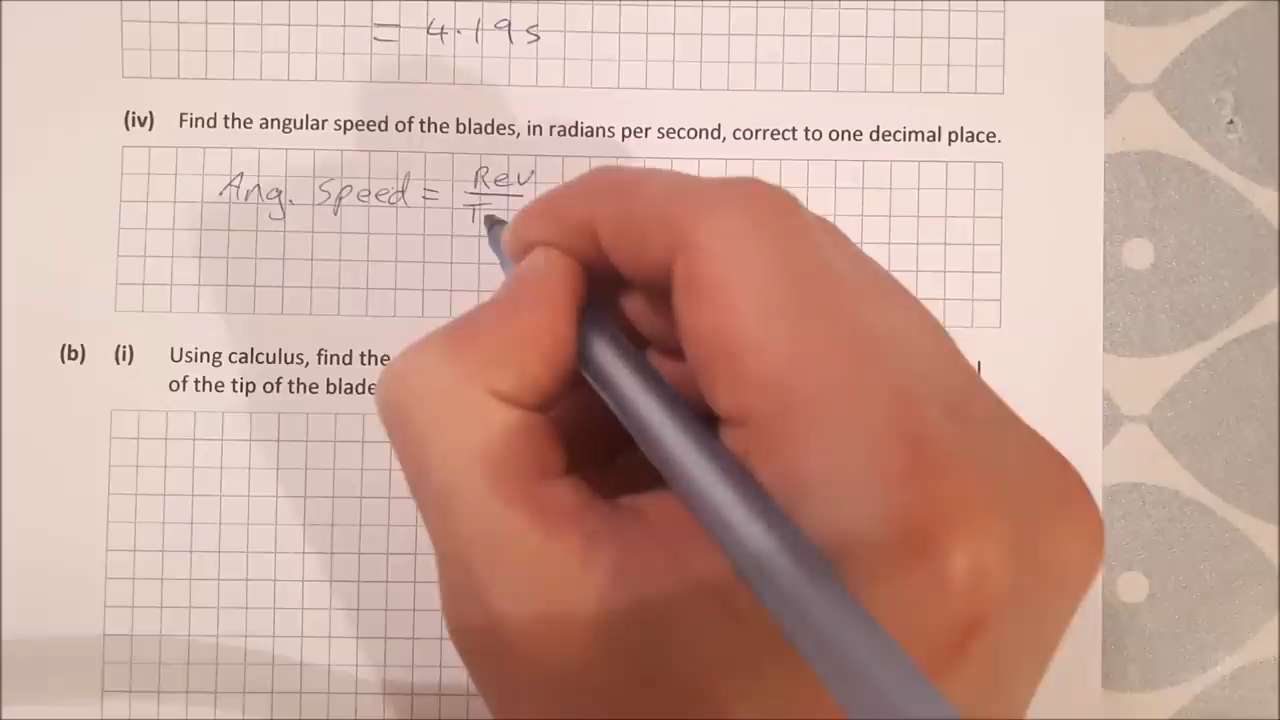 = 4.19s
(iv) Find the angular speed of the blades, in radians per second, correct to one decimal place.
Ang. Speed = Rev
T
(b) (i) Using calculus, find the
of the tip of the blade